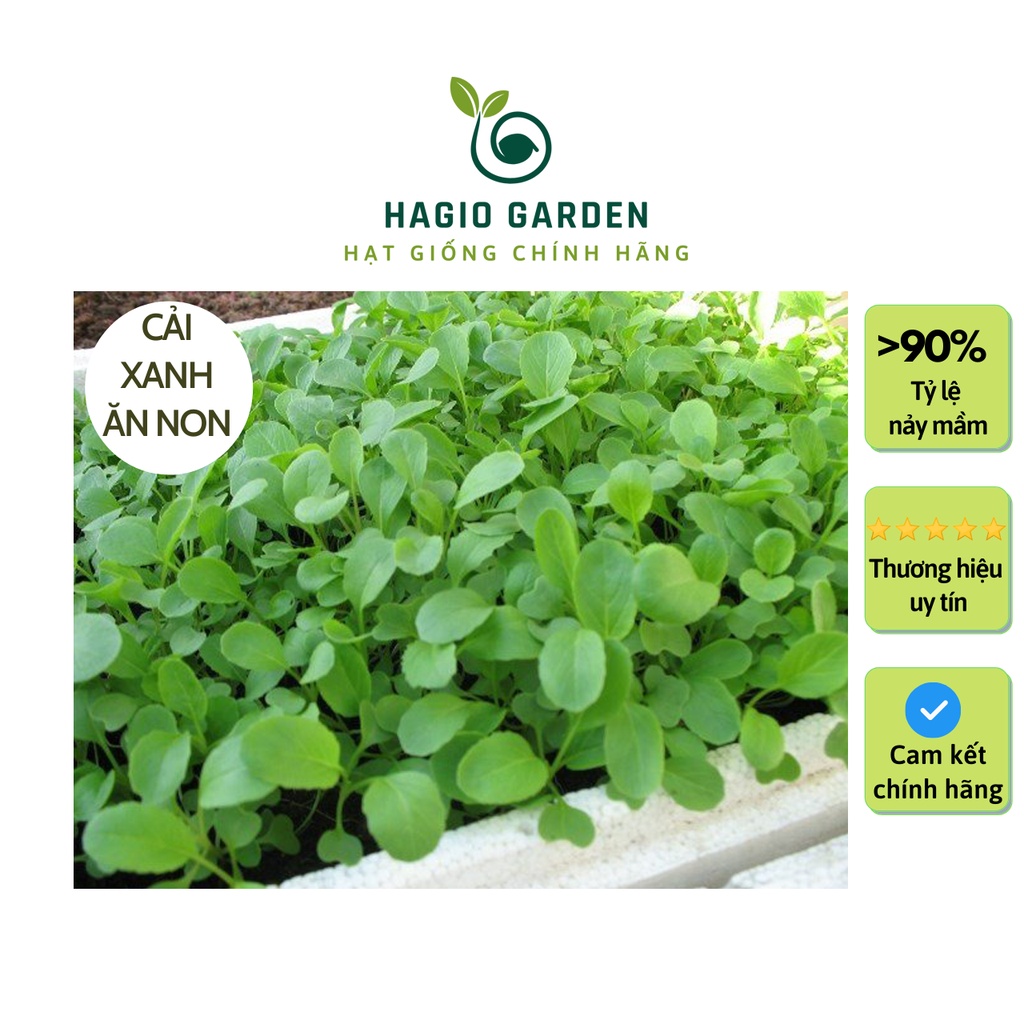 HAGIO GARDEN
HẠT GIỐNG CHÍNH HÃNG
CẢI
XANH
ĂN NON
>90%
Tỷ lệ
nảy mầm
Thương hiệu
uy tín
Cam kết
chính hãng